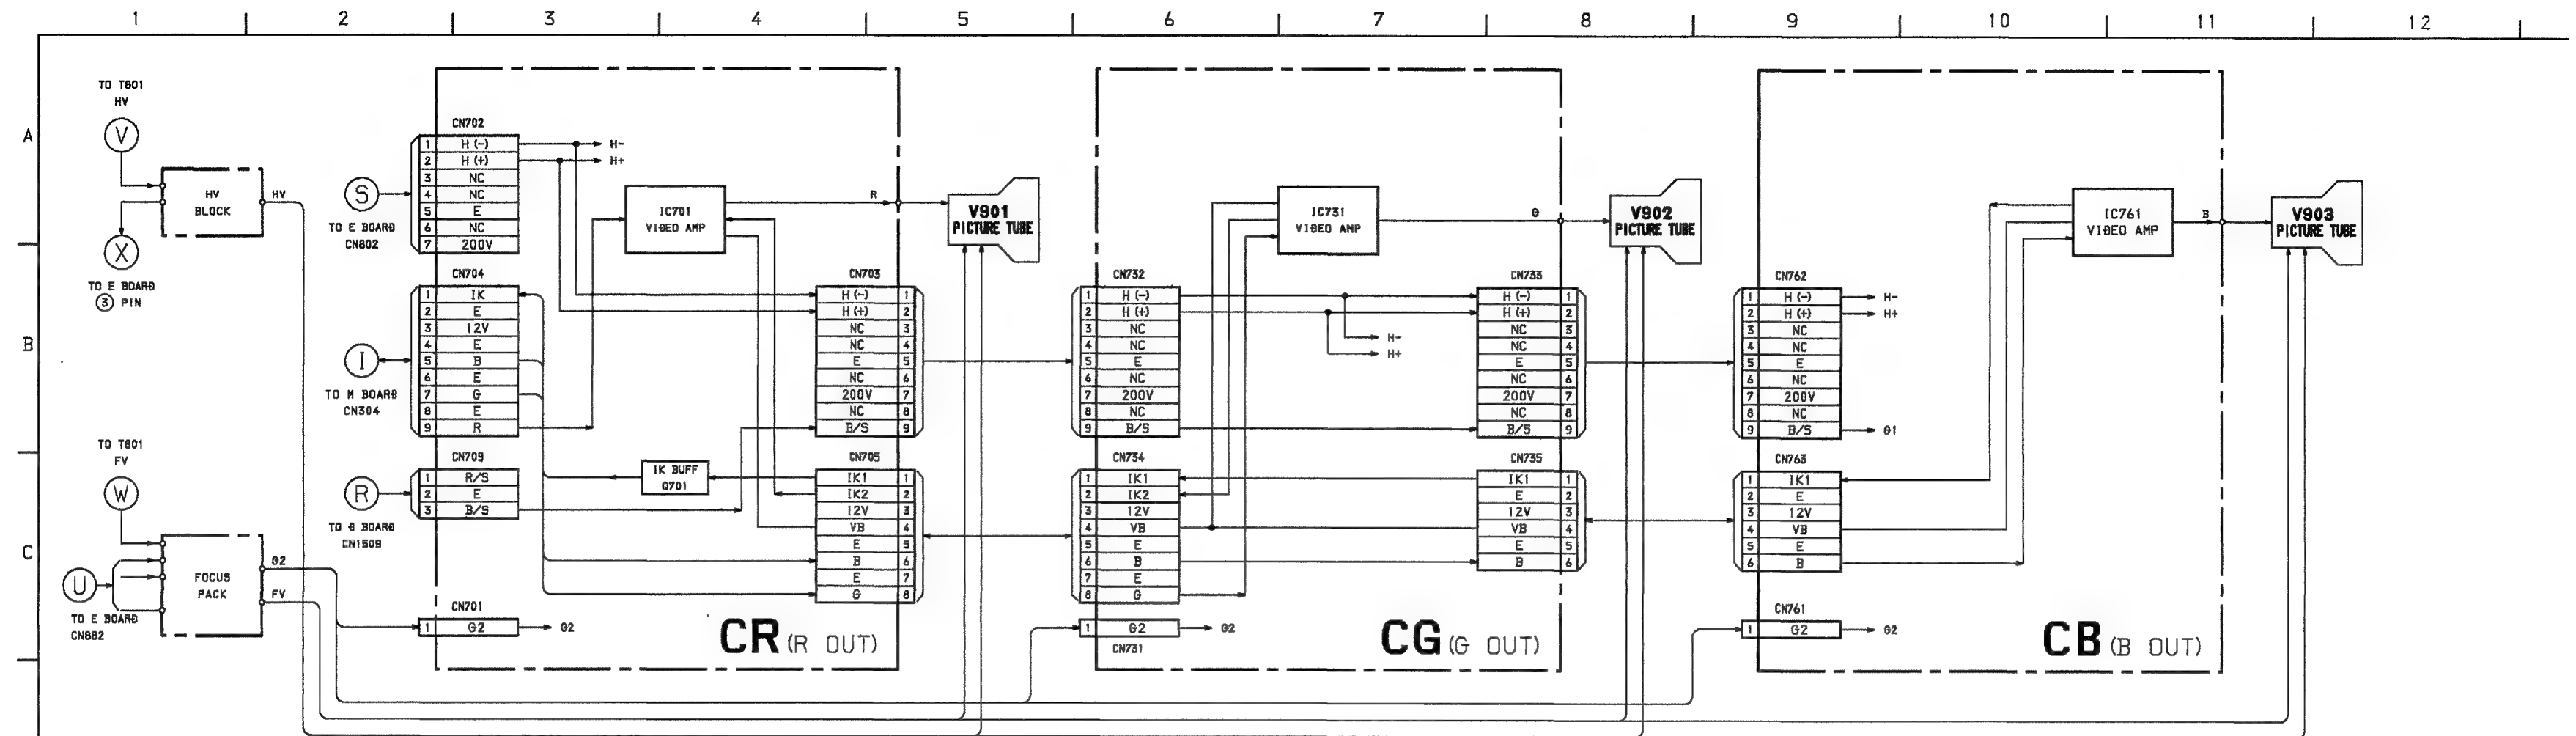 1 2 3 4 5 6 7 8 9 10 11 12
A
B
C
TO T801
HV
V
HV
BLOCK
HV
X
TO E BOARD
3 PIN
TO T801
FV
W
U
TO E BOARD
CN882
FOCUS
PACK
G2
FV
S
TO E BOARD
CN802
I
TO M BOARD
CN304
R
TO G BOARD
CN1509
CN702
1 H (-)
2 H (+)
3 NC
4 NC
5 E
6 NC
7 200V
H-
H+
CN704
1 IK
2 E
3 12V
4 E
5 B
6 E
7 G
8 E
9 R
CN709
1 R/S
2 E
3 B/S
CN701
1 G2
G2
IC701
VIDEO AMP
R
IK BUFF
Q701
CN703
H (-) 1
H (+) 2
NC 3
NC 4
E 5
NC 6
200V 7
NC 8
B/S 9
CN705
IK1 1
IK2 2
12V 3
VB 4
E 5
B 6
E 7
G 8
CR (R OUT)
V901
PICTURE TUBE
CN732
1 H (-)
2 H (+)
3 NC
4 NC
5 E
6 NC
7 200V
8 NC
9 B/S
CN734
1 IK1
2 IK2
3 12V
4 VB
5 E
6 B
7 E
8 G
1 G2
G2
CN731
IC731
VIDEO AMP
G
H-
H+
CN733
H (-) 1
H (+) 2
NC 3
NC 4
E 5
NC 6
200V 7
NC 8
B/S 9
CN735
IK1 1
E 2
12V 3
VB 4
E 5
B 6
CG (G OUT)
V902
PICTURE TUBE
CN762
1 H (-)
2 H (+)
3 NC
4 NC
5 E
6 NC
7 200V
8 NC
9 B/S
H-
H+
G1
CN763
1 IK1
2 E
3 12V
4 VB
5 E
6 B
CN761
1 G2
G2
IC761
VIDEO AMP
B
CB (B OUT)
V903
PICTURE TUBE